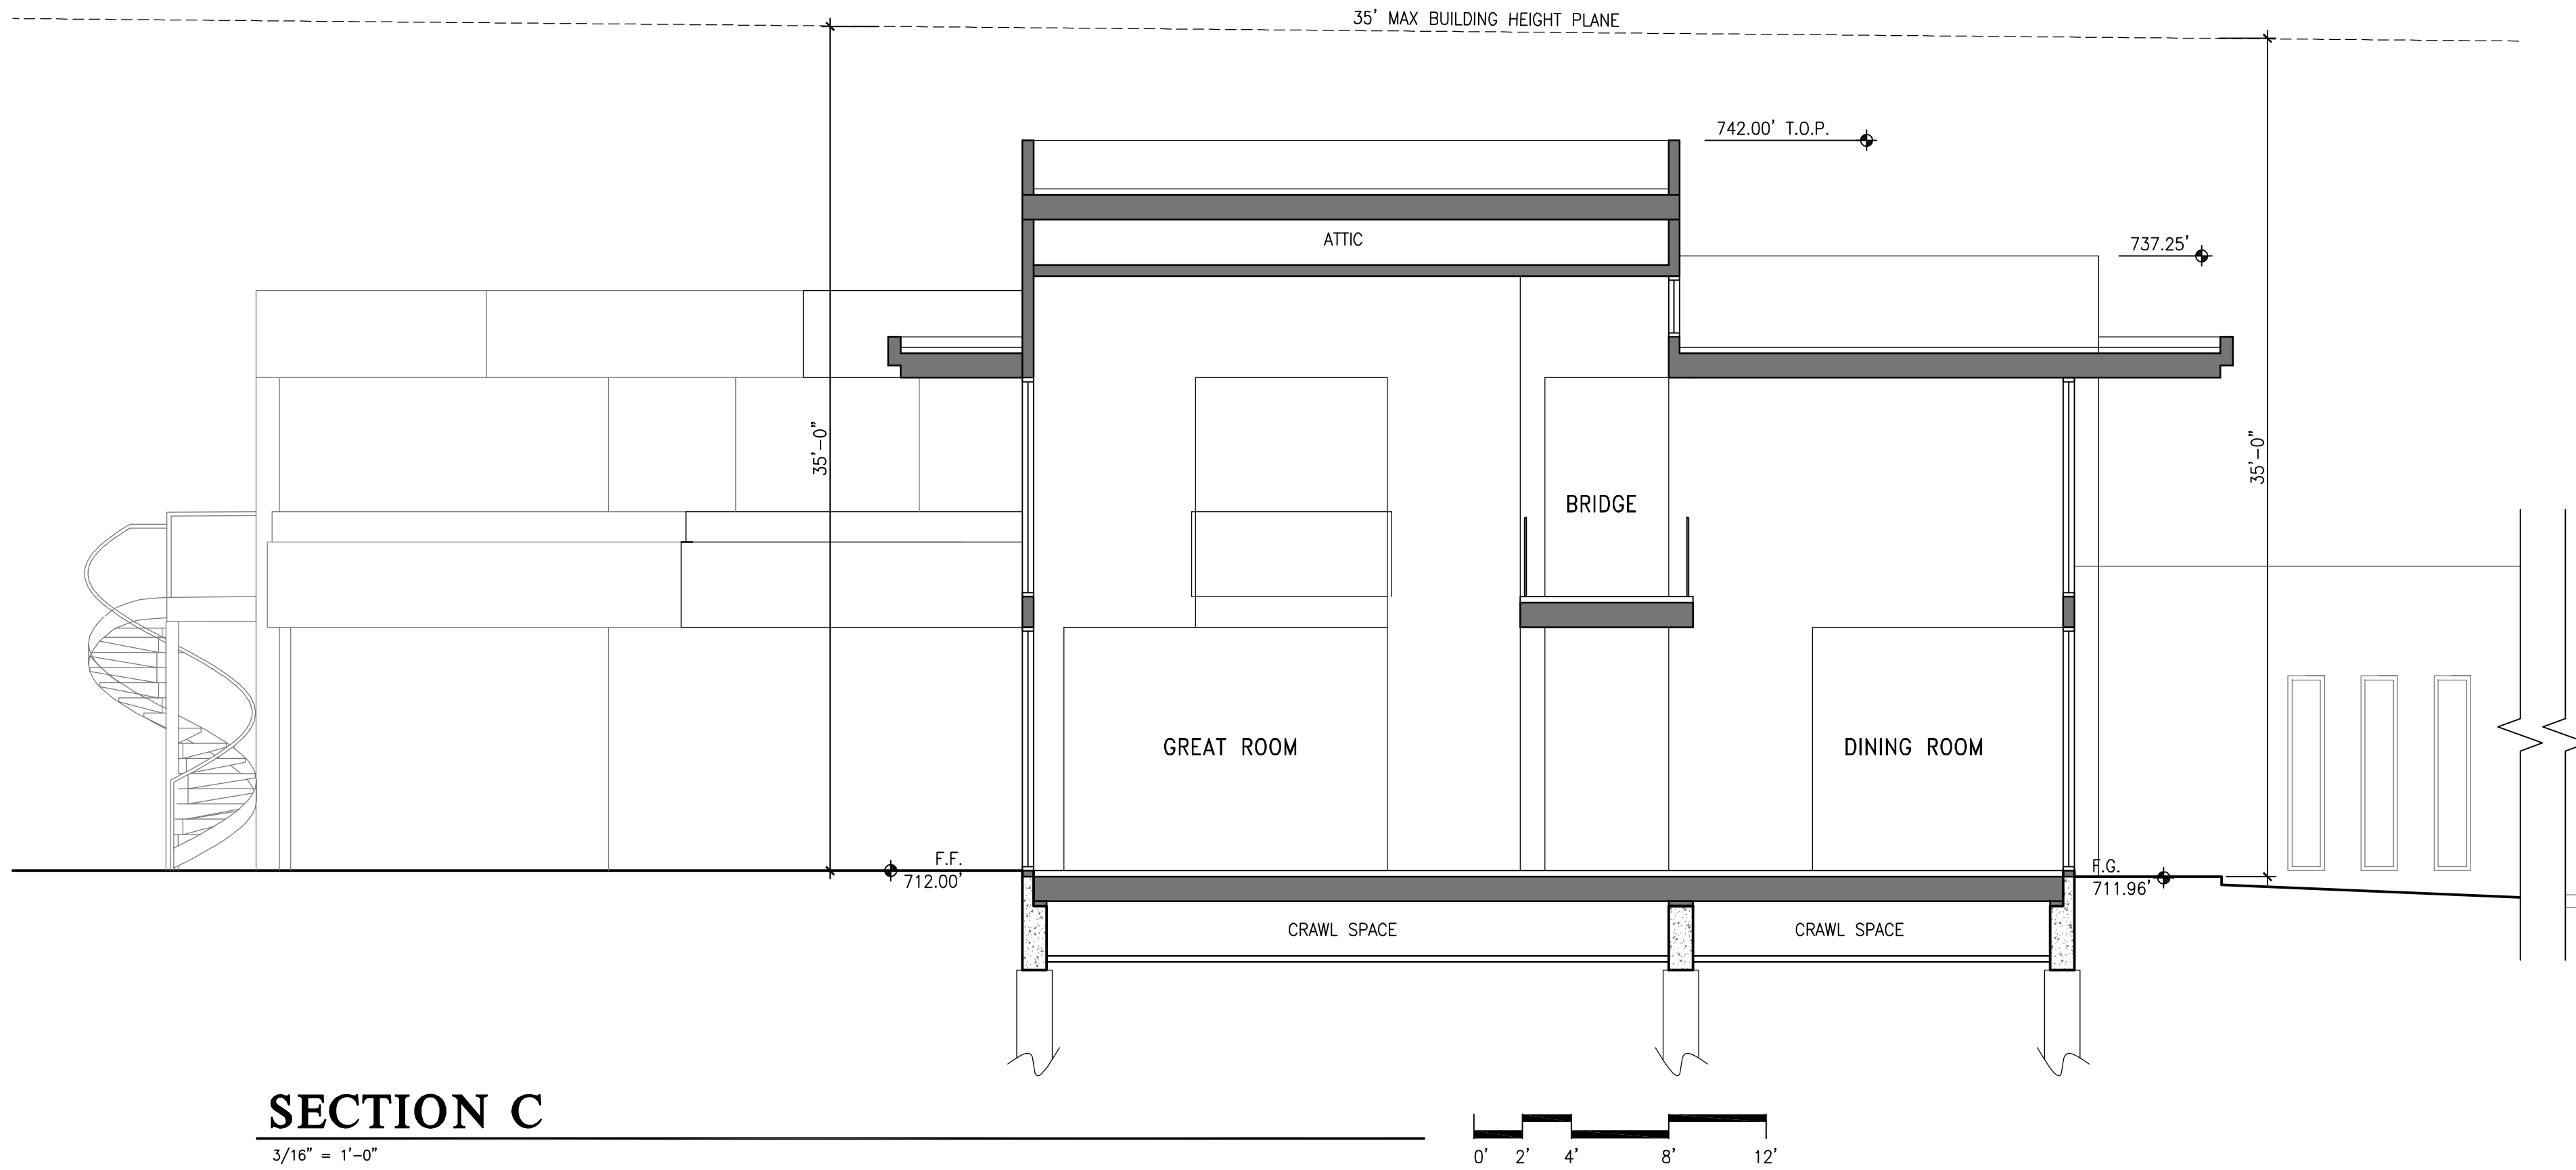 35' MAX BUILDING HEIGHT PLANE
742.00' T.O.P.
ATTIC
737.25'
35'-0"
35'-0"
BRIDGE
GREAT ROOM
DINING ROOM
F.F.
712.00'
F.G.
711.96'
CRAWL SPACE
CRAWL SPACE
SECTION C
3/16" = 1'-0"
0' 2' 4' 8' 12'